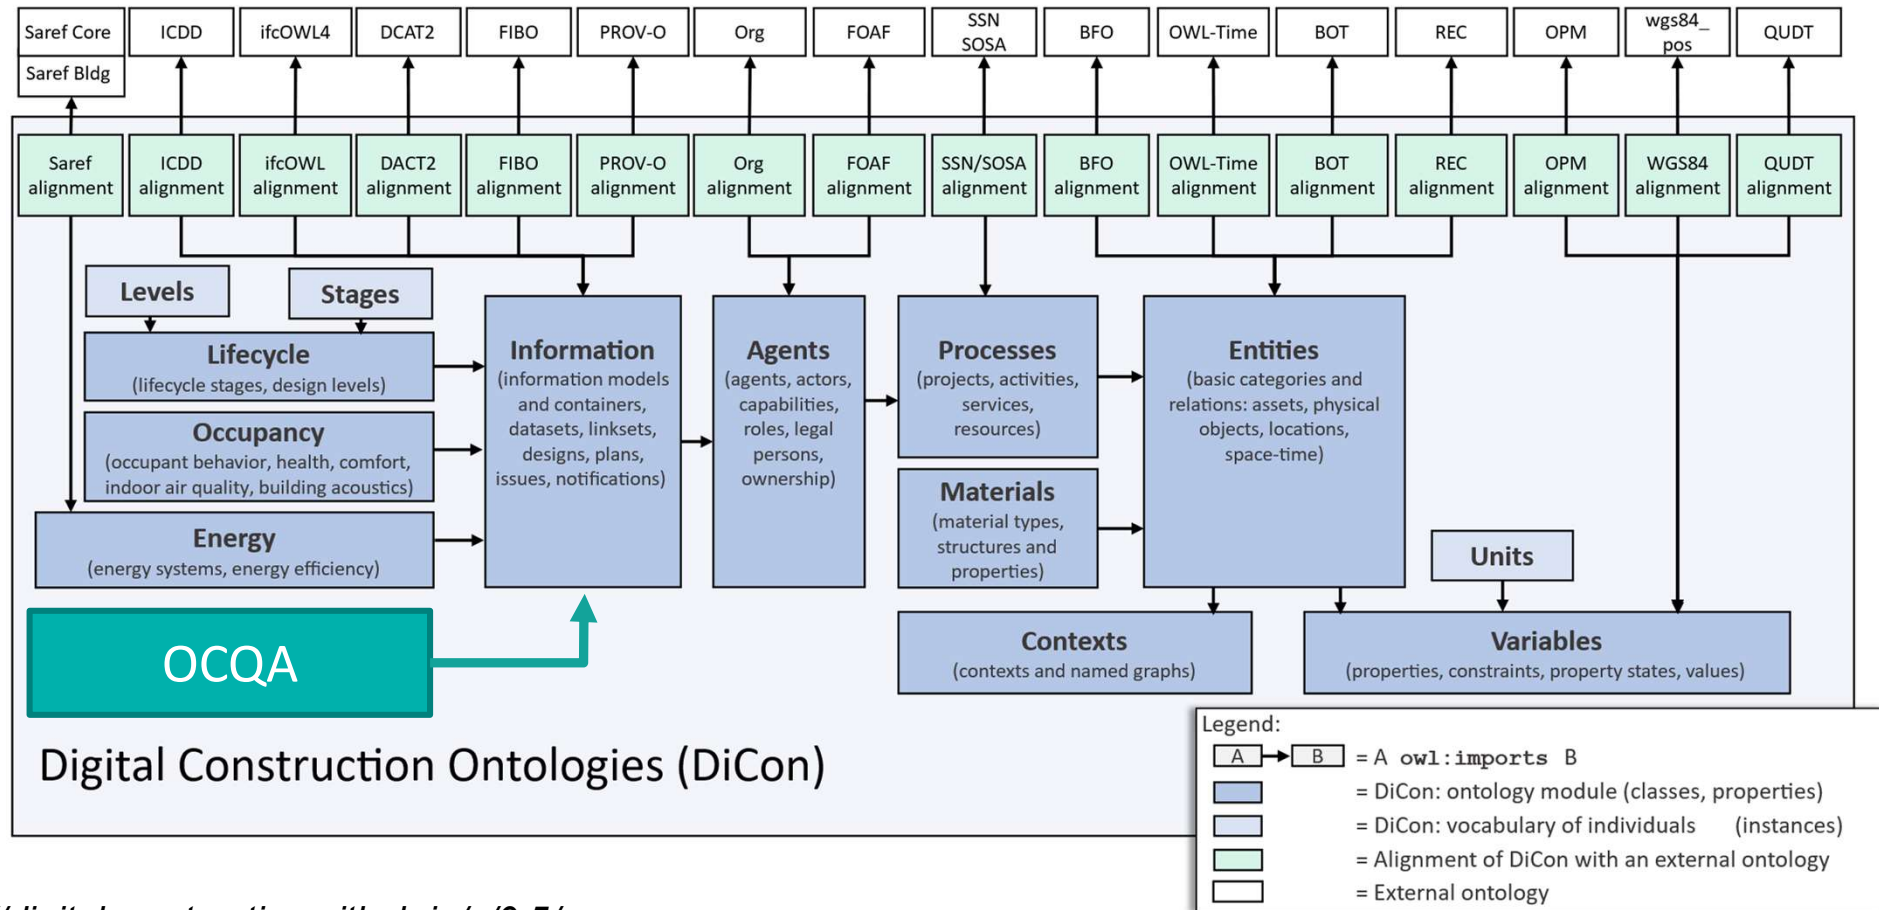 Saref Core
Saref Bldg
ICDD
ifcOWL4
DCAT2
FIBO
PROV-O
Org
FOAF
SSN
SOSA
BFO
OWL-Time
BOT
REC
OPM
wgs84_
pos
QUDT
Saref
alignment
ICDD
alignment
ifcOWL
alignment
DACT2
alignment
FIBO
alignment
PROV-O
alignment
Org
alignment
FOAF
alignment
SSN/SOSA
alignment
BFO
alignment
OWL-Time
alignment
BOT
alignment
REC
alignment
OPM
alignment
WGS84
alignment
QUDT
alignment
Levels
Stages
Lifecycle
(lifecycle stages, design levels)
Occupancy
(occupant behavior, health, comfort,
indoor air quality, building acoustics)
Energy
(energy systems, energy efficiency)
OCQA
Information
(information models
and containers,
datasets, linksets,
designs, plans,
issues, notifications)
Agents
(agents, actors,
capabilities,
roles, legal
persons,
ownership)
Processes
(projects, activities,
services,
resources)
Materials
(material types,
structures and
properties)
Entities
(basic categories and
relations: assets, physical
objects, locations,
space-time)
Units
Contexts
(contexts and named graphs)
Variables
(properties, constraints, property states, values)
Digital Construction Ontologies (DiCon)
Legend:
A B = A owl:imports B
= DiCon: ontology module (classes, properties)
= DiCon: vocabulary of individuals (instances)
= Alignment of DiCon with an external ontology
= External ontology